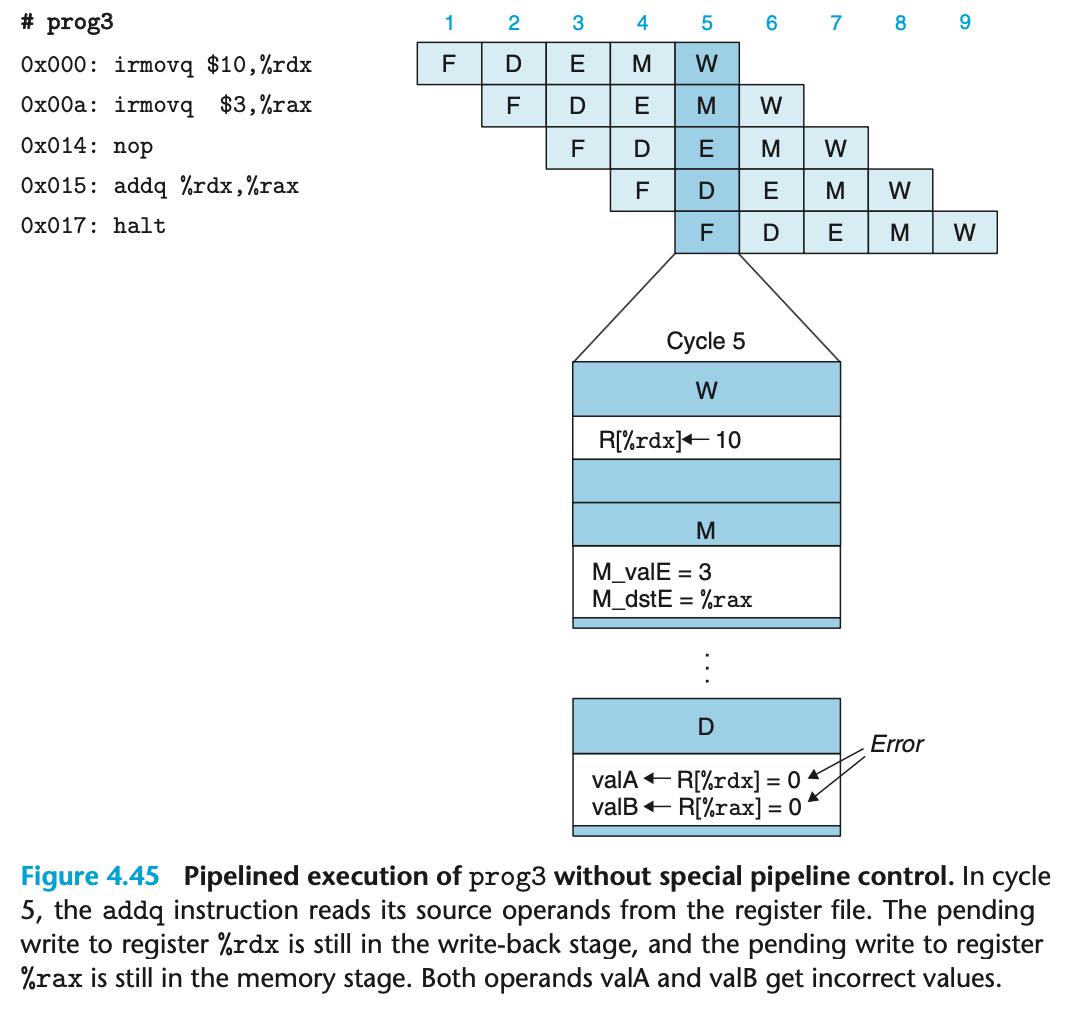 # prog3
1 2 3 4 5 6 7 8 9
0x000: irmovq $10,%rdx F D E M W
0x00a: irmovq  $3,%rax F D E M W
0x014: nop F D E M W
0x015: addq %rdx,%rax F D E M W
0x017: halt F D E M W
Cycle 5
W
R[%rdx]← 10
M
M_valE = 3
M_dstE = %rax
⋮
D
Error
valA ← R[%rdx] = 0
valB ← R[%rax] = 0
Figure 4.45 Pipelined execution of prog3 without special pipeline control. In cycle
5, the addq instruction reads its source operands from the register file. The pending
write to register %rdx is still in the write-back stage, and the pending write to register
%rax is still in the memory stage. Both operands valA and valB get incorrect values.